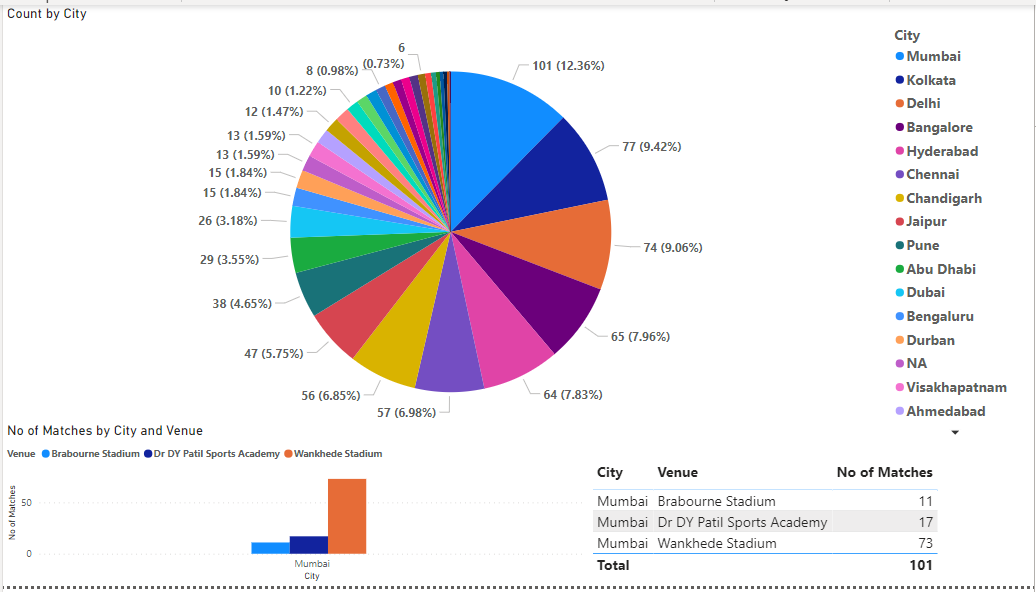 Count by City
6
(0.73%)
8 (0.98%)
10 (1.22%)
12 (1.47%)
13 (1.59%)
13 (1.59%)
15 (1.84%)
15 (1.84%)
26 (3.18%)
29 (3.55%)
38 (4.65%)
47 (5.75%)
56 (6.85%)
57 (6.98%)
64 (7.83%)
65 (7.96%)
74 (9.06%)
77 (9.42%)
101 (12.36%)
City
Mumbai
Kolkata
Delhi
Bangalore
Hyderabad
Chennai
Chandigarh
Jaipur
Pune
Abu Dhabi
Dubai
Bengaluru
Durban
NA
Visakhapatnam
Ahmedabad
No of Matches by City and Venue
Venue Brabourne Stadium Dr DY Patil Sports Academy Wankhede Stadium
No of Matches
50
0
Mumbai
City
City Venue No of Matches
Mumbai Brabourne Stadium 11
Mumbai Dr DY Patil Sports Academy 17
Mumbai Wankhede Stadium 73
Total 101